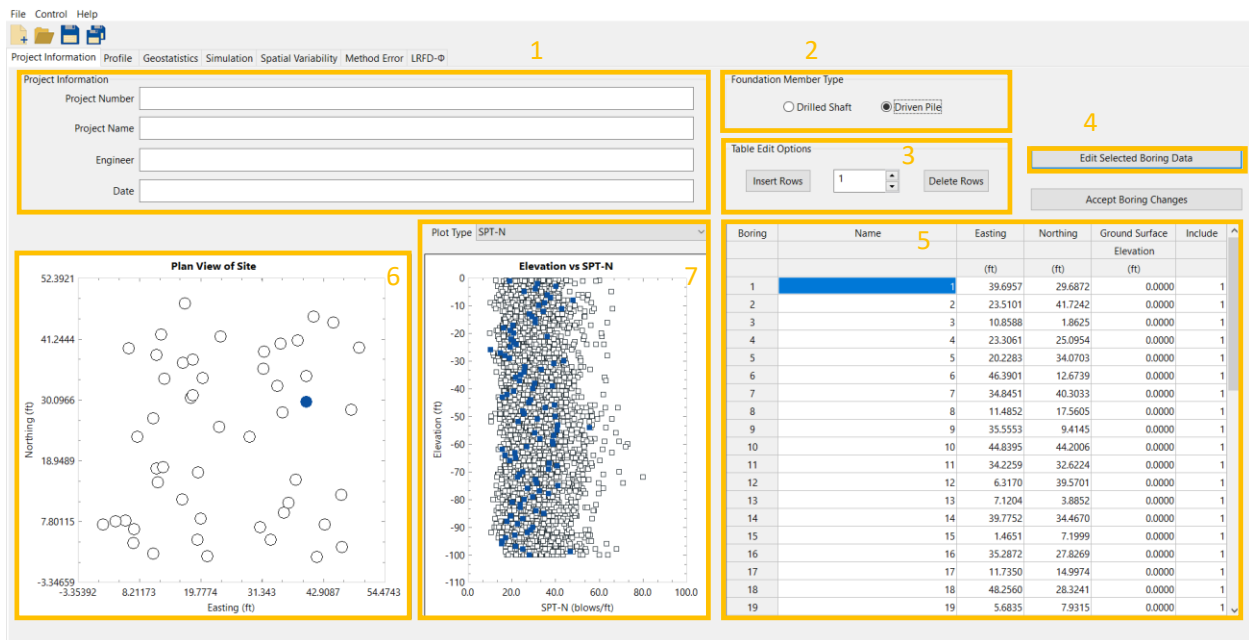 File Control Help
Project Information Profile Geostatistics Simulation Spatial Variability Method Error LRFD-Φ
1
Project Information
Project Number
Project Name
Engineer
Date
2
Foundation Member Type
Drilled Shaft Driven Pile
3
Table Edit Options
Insert Rows 1 Delete Rows
4
Edit Selected Boring Data
Accept Boring Changes
6
Plan View of Site
52.3921
41.2444
30.0966
18.9489
7.80115
-3.34659
Northing (ft)
-3.35392 8.21173 19.7774 31.343 42.9087 54.4743
Easting (ft)
Plot Type SPT-N
7
Elevation vs SPT-N
0
-10
-20
-30
-40
-50
-60
-70
-80
-90
-100
-110
Elevation (ft)
0.0 20.0 40.0 60.0 80.0 100.0
SPT-N (blows/ft)
5
Boring Name Easting Northing Ground Surface Include
Elevation
(ft) (ft) (ft)
1 1 39.6957 29.6872 0.0000 1
2 2 23.5101 41.7242 0.0000 1
3 3 10.8588 1.8625 0.0000 1
4 4 23.3061 25.0954 0.0000 1
5 5 20.2283 34.0703 0.0000 1
6 6 46.3901 12.6739 0.0000 1
7 7 34.8451 40.3033 0.0000 1
8 8 11.4852 17.5605 0.0000 1
9 9 35.5553 9.4145 0.0000 1
10 10 44.8395 44.2006 0.0000 1
11 11 34.2259 32.6224 0.0000 1
12 12 6.3170 39.5701 0.0000 1
13 13 7.1204 3.8852 0.0000 1
14 14 39.7752 34.4670 0.0000 1
15 15 1.4651 7.1999 0.0000 1
16 16 35.2872 27.8269 0.0000 1
17 17 11.7350 14.9974 0.0000 1
18 18 48.2560 28.3241 0.0000 1
19 19 5.6835 7.9315 0.0000 1